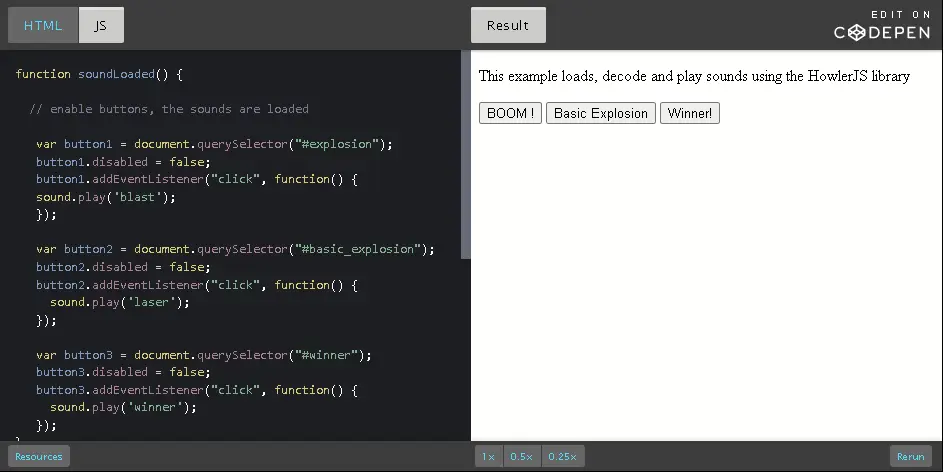 HTML JS Result EDIT ON
CODEPEN
function soundLoaded() {
// enable buttons, the sounds are loaded
var button1 = document.querySelector("#explosion");
button1.disabled = false;
button1.addEventListener("click", function() {
sound.play('blast');
});
var button2 = document.querySelector("#basic_explosion");
button2.disabled = false;
button2.addEventListener("click", function() {
sound.play('laser');
});
var button3 = document.querySelector("#winner");
button3.disabled = false;
button3.addEventListener("click", function() {
sound.play('winner');
});
}
This example loads, decode and play sounds using the HowlerJS library
BOOM ! Basic Explosion Winner!
Resources 1x 0.5x 0.25x Rerun